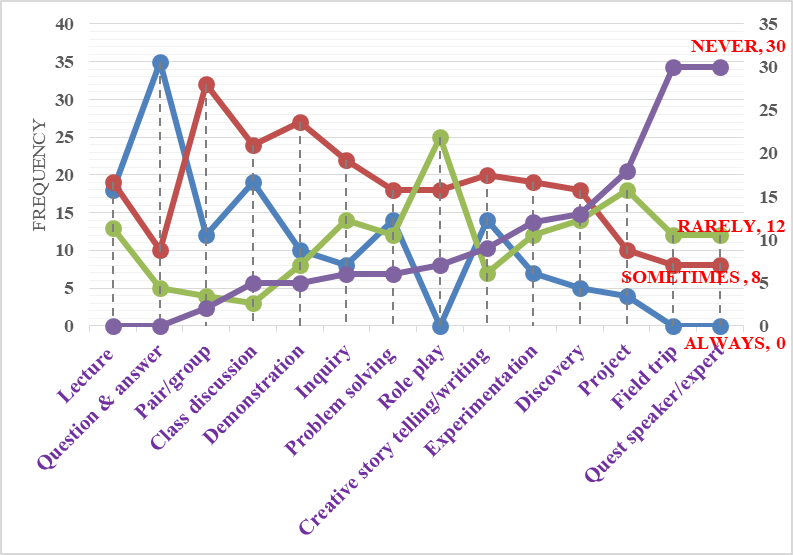 40
35
30
25
20
15
10
5
0
FREQUENCY
35
30
25
20
15
10
5
0
NEVER, 30
RARELY, 12
SOMETIMES, 8
ALWAYS, 0
Lecture
Question & answer
Pair/group
Class discussion
Demonstration
Inquiry
Problem solving
Role play
Creative story telling/writing
Experimentation
Discovery
Project
Field trip
Quest speaker/expert